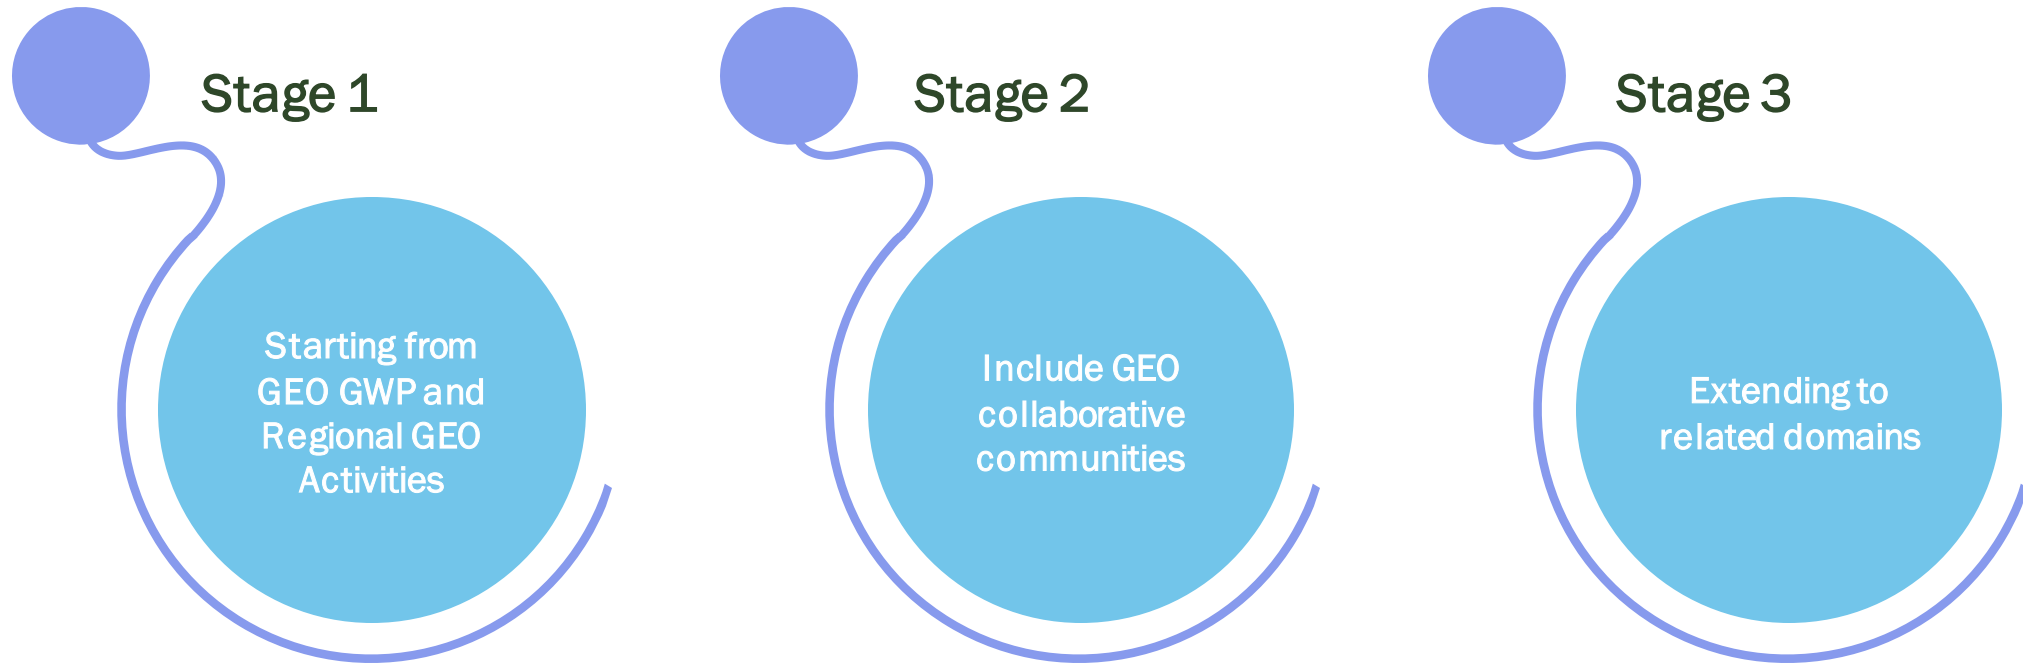 Stage 1
Starting from
GEO GWP and
Regional GEO
Activities
Stage 2
Include GEO
collaborative
communities
Stage 3
Extending to
related domains